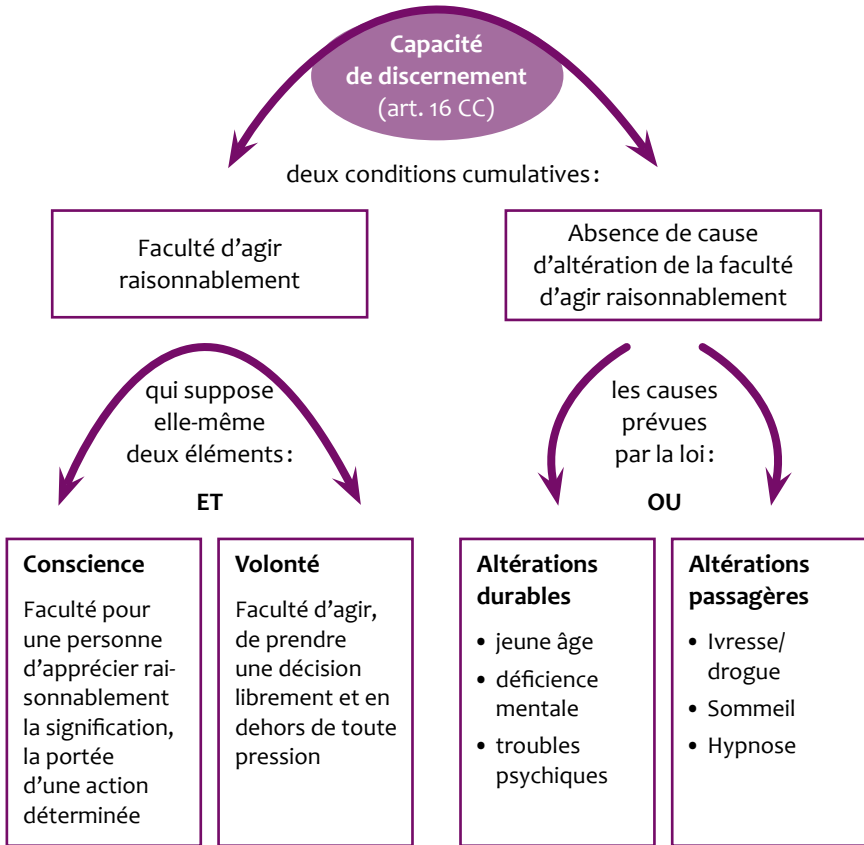 Capacité
de discernement
(art. 16 CC)
deux conditions cumulatives :
Faculté d'agir
raisonnablement
Absence de cause
d'altération de la faculté
d'agir raisonnablement
qui suppose
elle-même
deux éléments :
ET
les causes
prévues
par la loi :
OU
Conscience
Faculté pour
une personne
d'apprécier rai-
sonnablement
la signification,
la portée
d'une action
déterminée
Volonté
Faculté d'agir,
de prendre
une décision
librement et en
dehors de toute
pression
Altérations
durables
• jeune âge
• déficience
mentale
• troubles
psychiques
Altérations
passagères
• Ivresse/
drogue
• Sommeil
• Hypnose